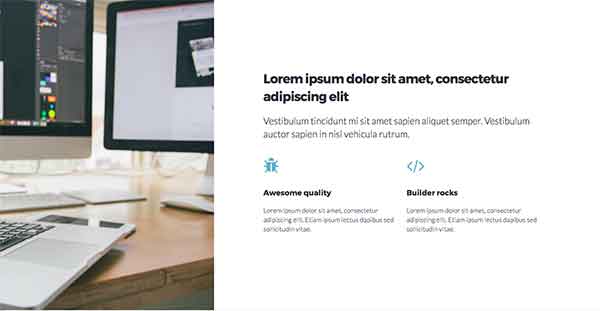 Lorem ipsum dolor sit amet, consectetur
adipiscing elit
Vestibulum tincidunt mi sit amet sapien aliquet semper. Vestibulum
auctor sapien in nisl vehicula rutrum.
Awesome quality
Lorem ipsum dolor sit amet, consectetur
adipiscing elit. Etiam ipsum lectus dapibus sed
sollicitudin vitae.
Builder rocks
Lorem ipsum dolor sit amet, consectetur
adipiscing elit. Etiam ipsum lectus dapibus sed
sollicitudin vitae.